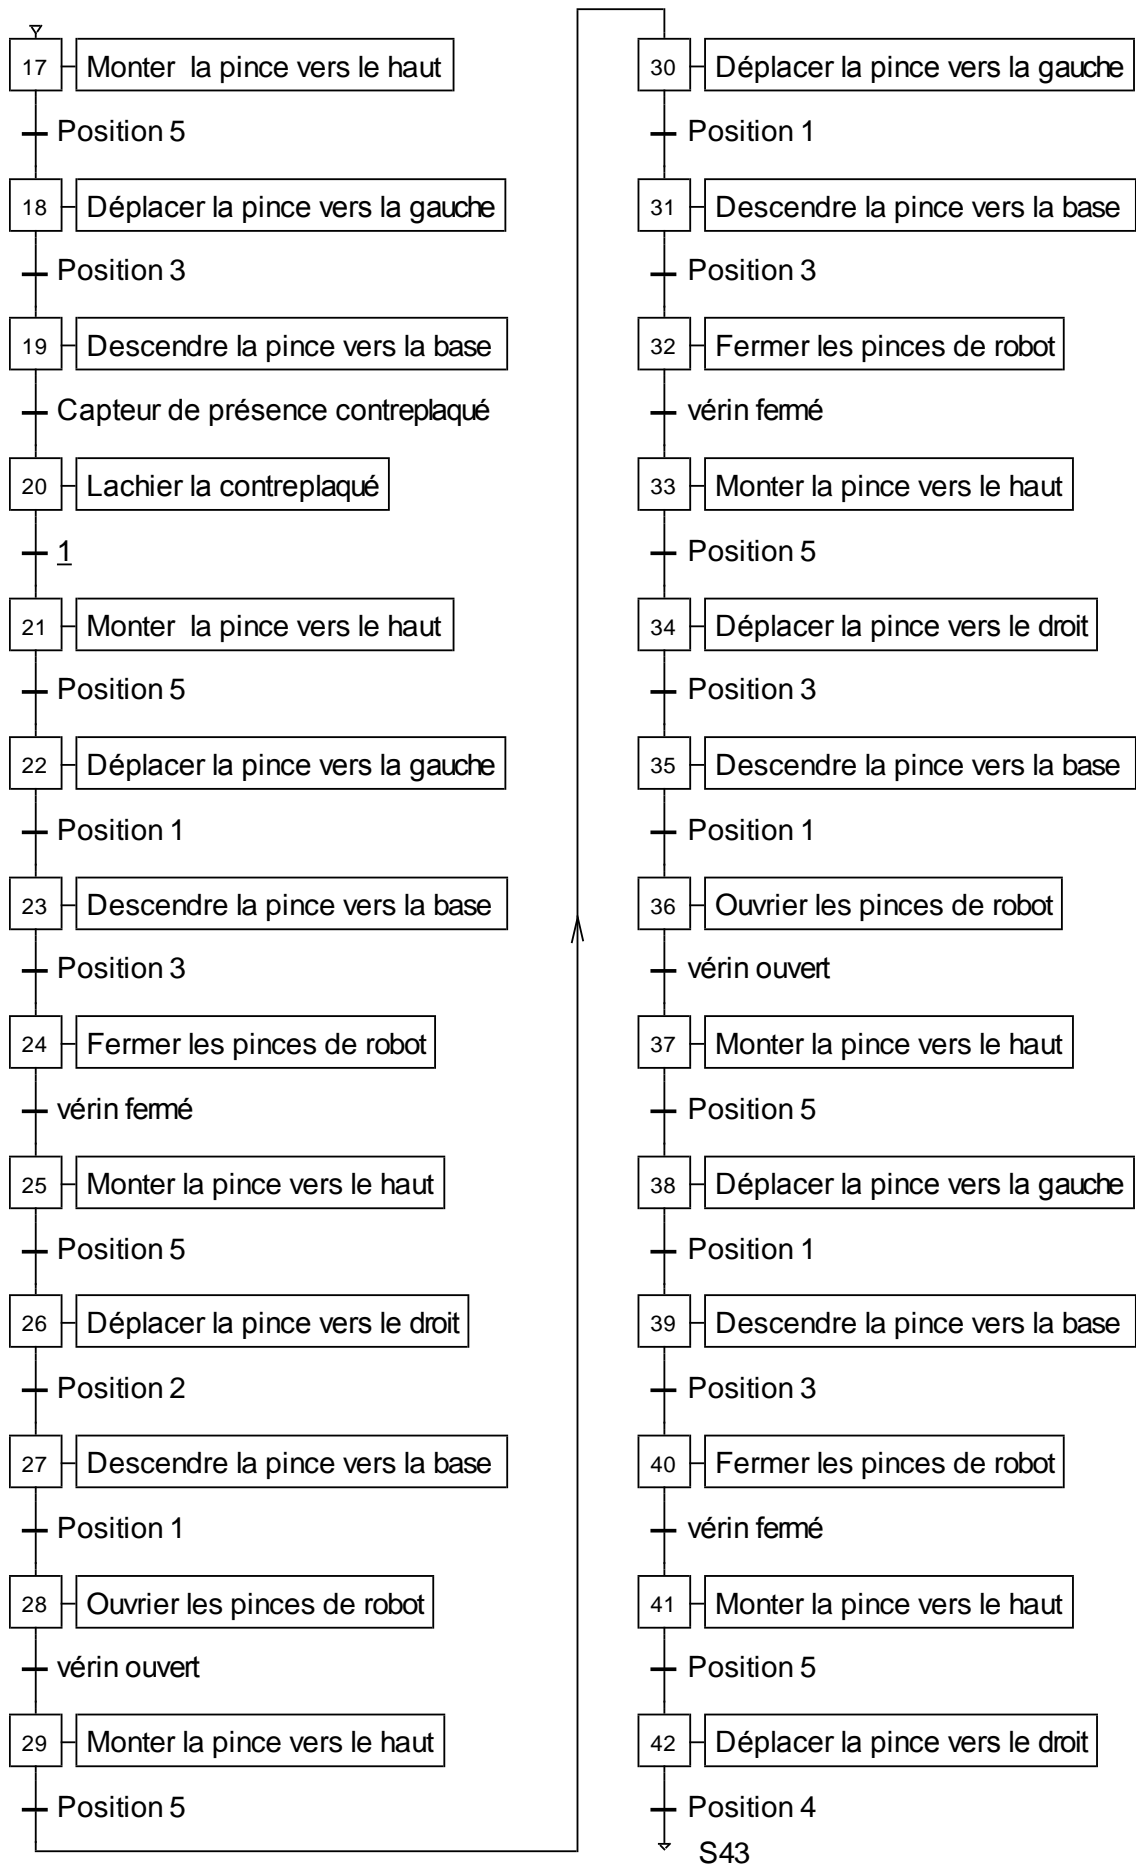 17 Monter la pince vers le haut
Position 5
18 Déplacer la pince vers la gauche
Position 3
19 Descendre la pince vers la base
Capteur de présence contreplaqué
20 Lachier la contreplaqué
1
21 Monter la pince vers le haut
Position 5
22 Déplacer la pince vers la gauche
Position 1
23 Descendre la pince vers la base
Position 3
24 Fermer les pinces de robot
vérin fermé
25 Monter la pince vers le haut
Position 5
26 Déplacer la pince vers le droit
Position 2
27 Descendre la pince vers la base
Position 1
28 Ouvrier les pinces de robot
vérin ouvert
29 Monter la pince vers le haut
Position 5
30 Déplacer la pince vers la gauche
Position 1
31 Descendre la pince vers la base
Position 3
32 Fermer les pinces de robot
vérin fermé
33 Monter la pince vers le haut
Position 5
34 Déplacer la pince vers le droit
Position 3
35 Descendre la pince vers la base
Position 1
36 Ouvrier les pinces de robot
vérin ouvert
37 Monter la pince vers le haut
Position 5
38 Déplacer la pince vers la gauche
Position 1
39 Descendre la pince vers la base
Position 3
40 Fermer les pinces de robot
vérin fermé
41 Monter la pince vers le haut
Position 5
42 Déplacer la pince vers le droit
Position 4
S43